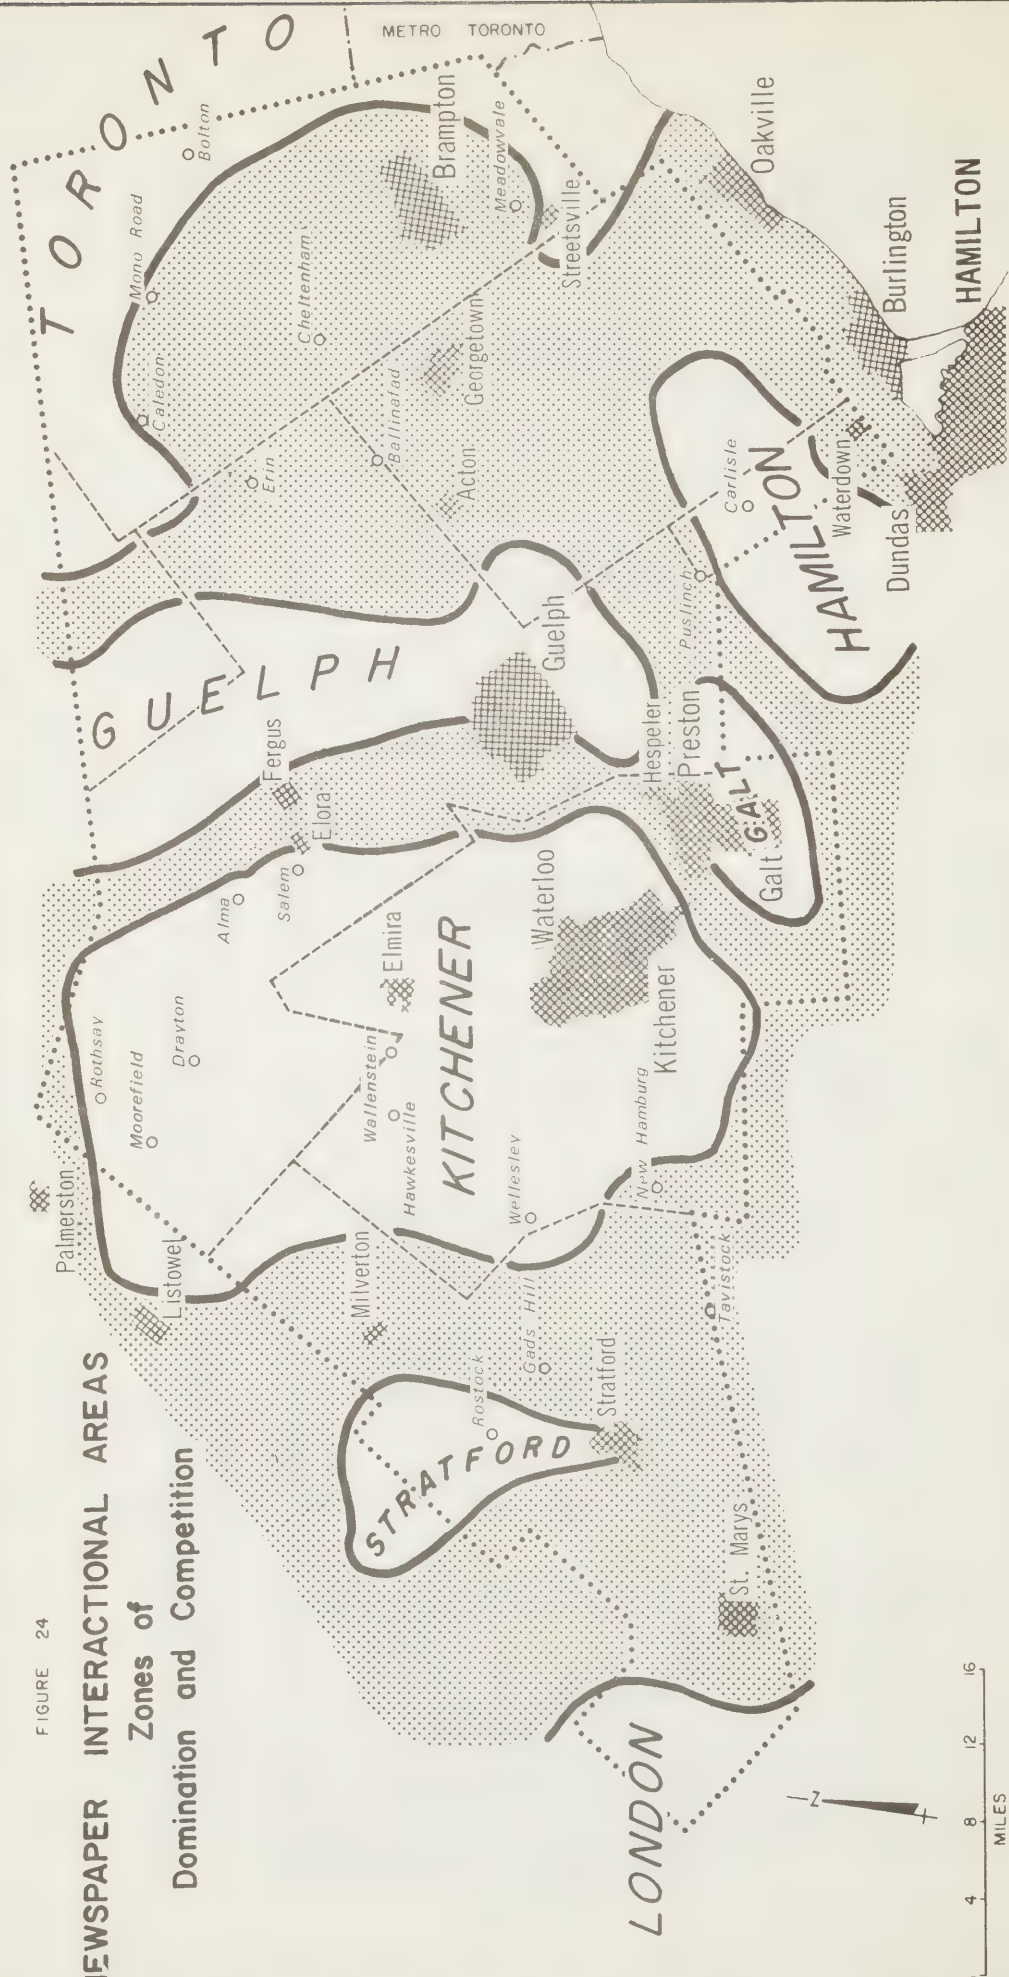 FIGURE 24
EWSPAPER INTERACTIONAL AREAS
Zones of
Domination and Competition
METRO TORONTO
TORONTO
Bolton
Mono Road
Caledon
Cheltenham
Brampton
Meadowvale
Streetsville
Oakville
Georgetown
Ballinafad
Erin
Acton
Burlington
HAMILTON
Carlisle
HAMILTON
Waterdown
Dundas
Puslinch
GUELPH
Guelph
Fergus
Elora
Salem
Alma
Hespeler
Preston
GALT
Galt
Waterloo
Kitchener
Elmira
KITCHENER
Rothsay
Drayton
Moorefield
Wallenstein
Hawkesville
Wellesley
New Hamburg
Palmerston
Listowel
Milverton
Gads Hill
Tavistock
Rostock
Stratford
STRATFORD
St. Marys
LONDON
N
4 8 12 16
MILES